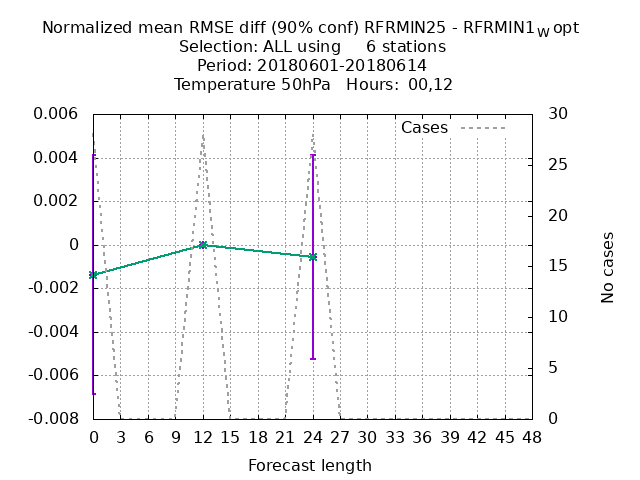 Normalized mean RMSE diff (90% conf) RFRMIN25 - RFRMIN1w opt
Selection: ALL using 6 stations
Period: 20180601-20180614
Temperature 50hPa Hours: 00,12
Cases
0.006
0.004
0.002
0
-0.002
-0.004
-0.006
-0.008
30
25
20
15
10
5
0
No cases
0 3 6 9 12 15 18 21 24 27 30 33 36 39 42 45 48
Forecast length